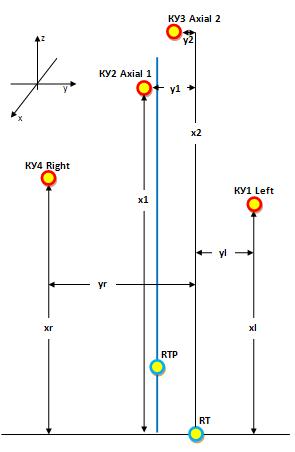 КУ3 Axial 2
z
y2
КУ2 Axial 1
y
y1
x
x2
КУ4 Right
КУ1 Left
x1
yl
yr
xr
xl
RTP
RT